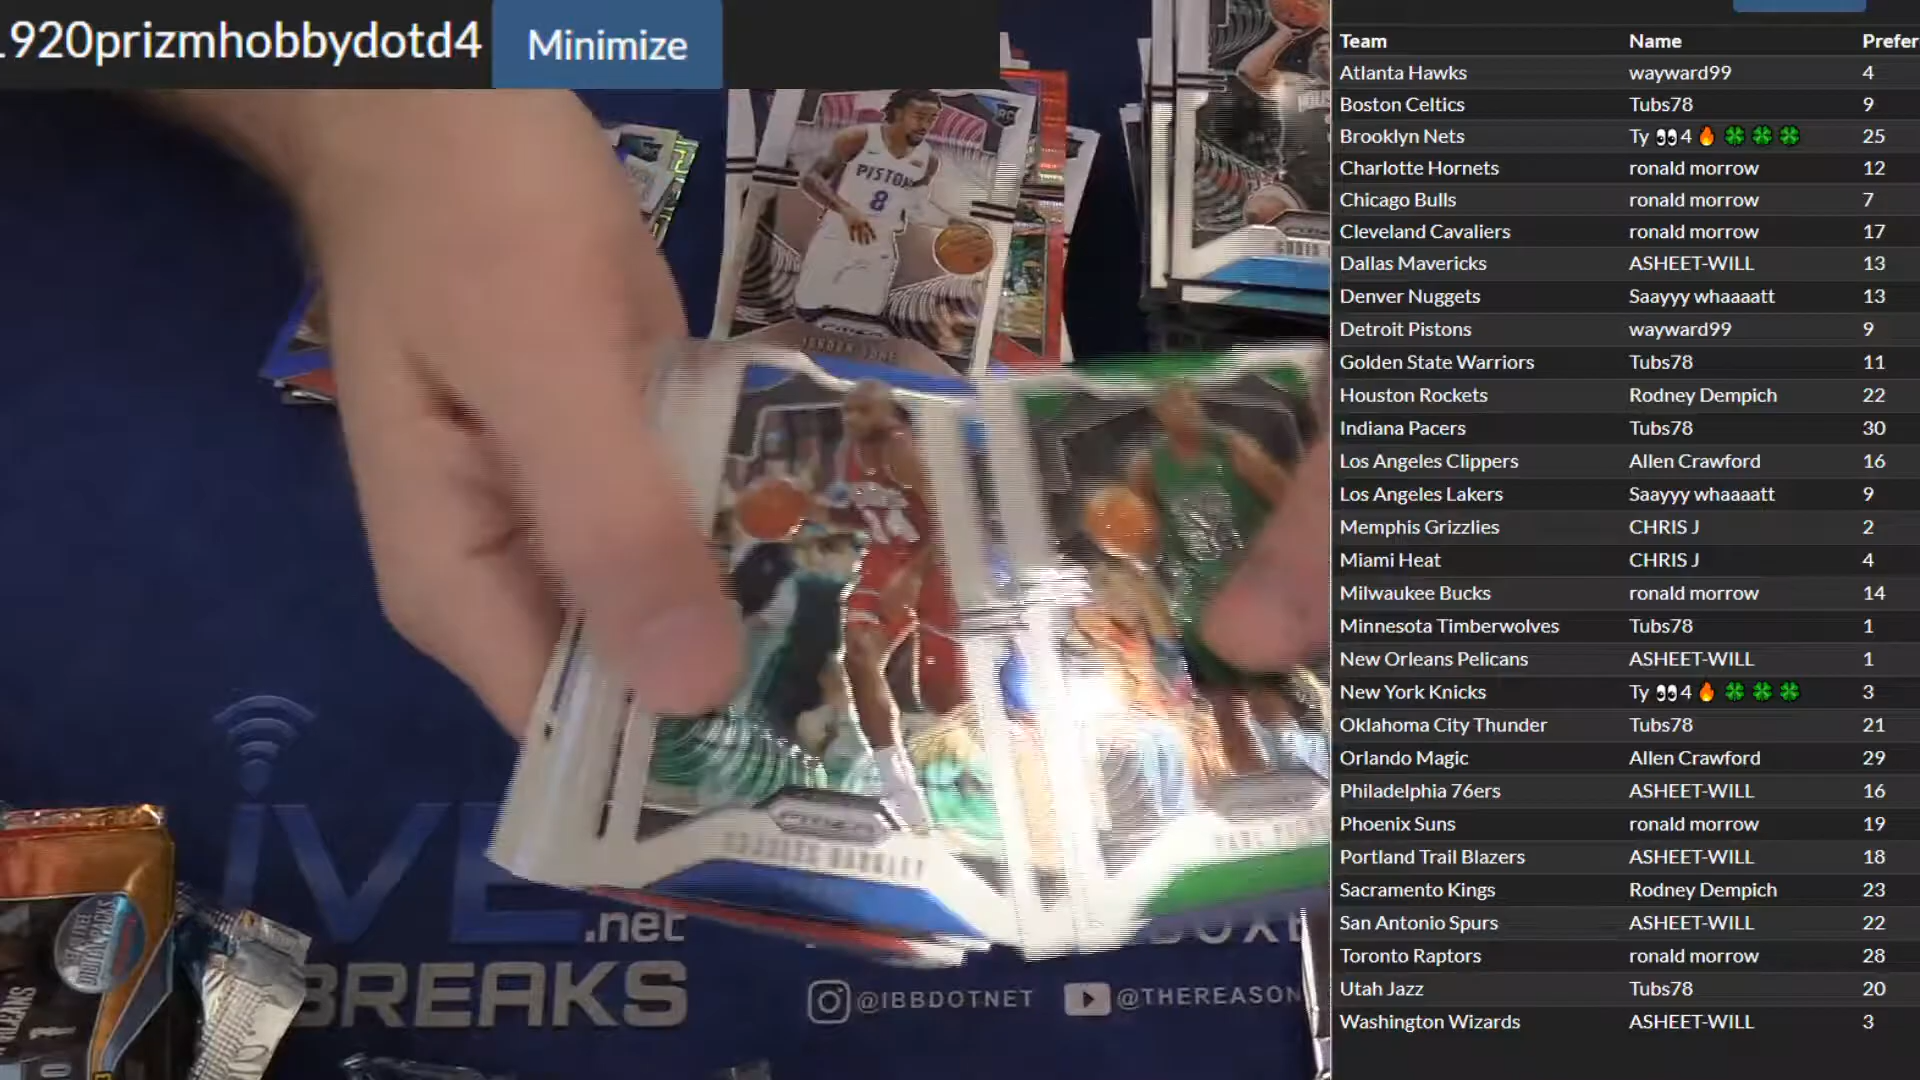 1920prizmhobbydotd4 Minimize
Team Name Prefer
Atlanta Hawks wayward99 4
Boston Celtics Tubs78 9
Brooklyn Nets Ty 👀4🔥🍀🍀🍀 25
Charlotte Hornets ronald morrow 12
Chicago Bulls ronald morrow 7
Cleveland Cavaliers ronald morrow 17
Dallas Mavericks ASHEET-WILL 13
Denver Nuggets Saayyy whaaaatt 13
Detroit Pistons wayward99 9
Golden State Warriors Tubs78 11
Houston Rockets Rodney Dempich 22
Indiana Pacers Tubs78 30
Los Angeles Clippers Allen Crawford 16
Los Angeles Lakers Saayyy whaaaatt 9
Memphis Grizzlies CHRIS J 2
Miami Heat CHRIS J 4
Milwaukee Bucks ronald morrow 14
Minnesota Timberwolves Tubs78 1
New Orleans Pelicans ASHEET-WILL 1
New York Knicks Ty 👀4🔥🍀🍀🍀 3
Oklahoma City Thunder Tubs78 21
Orlando Magic Allen Crawford 29
Philadelphia 76ers ASHEET-WILL 16
Phoenix Suns ronald morrow 19
Portland Trail Blazers ASHEET-WILL 18
Sacramento Kings Rodney Dempich 23
San Antonio Spurs ASHEET-WILL 22
Toronto Raptors ronald morrow 28
Utah Jazz Tubs78 20
Washington Wizards ASHEET-WILL 3
PISTONS
8
RC
PRIZM
34
iVE
.net
BREAKS
@IBBDOTNET
@THEREASON
DIGITAL PACKS